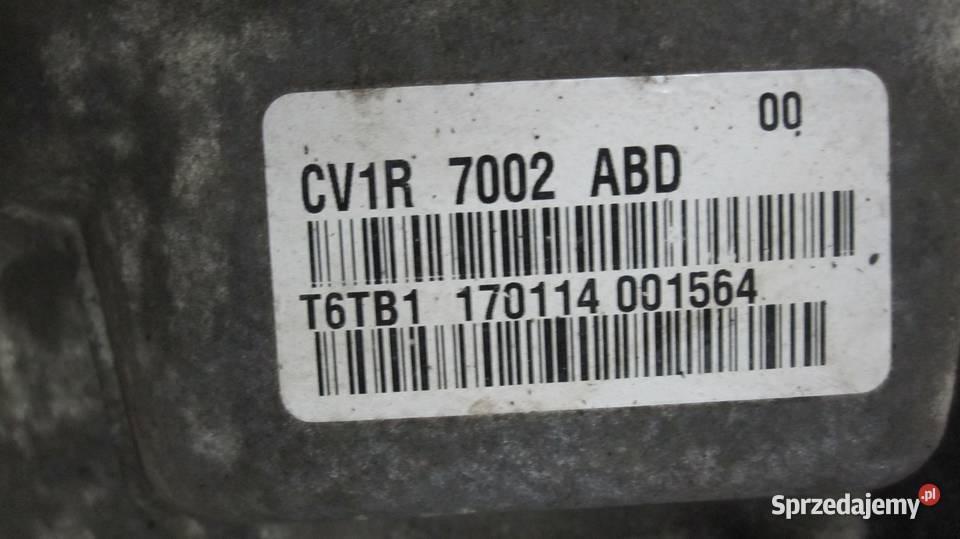 00
CV1R 7002 ABD
T6TB1 170114 001564
Sprzedajemy.pl